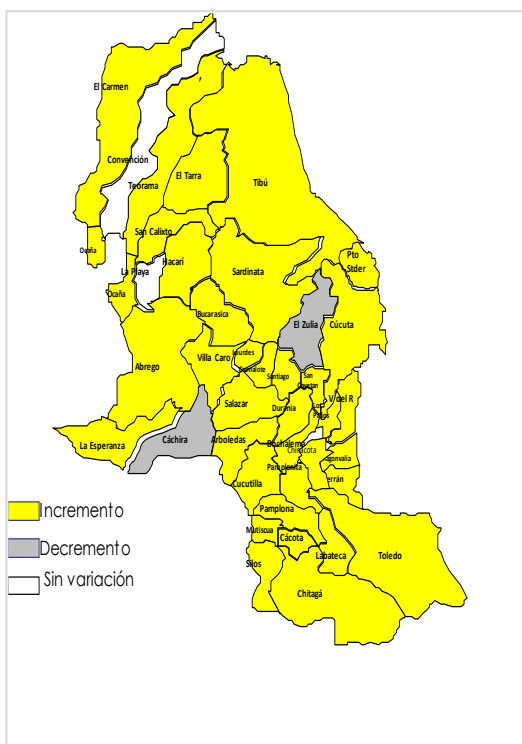 El Carmen
Convención
Teorama
El Tarra
Tibú
San Calixto
Ocaña
Hacarí
La Playa
Sardinata
Pto
Stder
Ocaña
Bucarasica
El Zulia
Cúcuta
Villa Caro
Lourdes
Abrego
Santiago
San
Salazar
Durania
V del R
La Esperanza
Cáchira
Arboledas
Bochalema
Chinácota
Pamplonita
Cucutilla
Pamplona
Mutiscua
Cácota
Silos
Labateca
Toledo
Chitagá
Incremento
Decremento
Sin variación